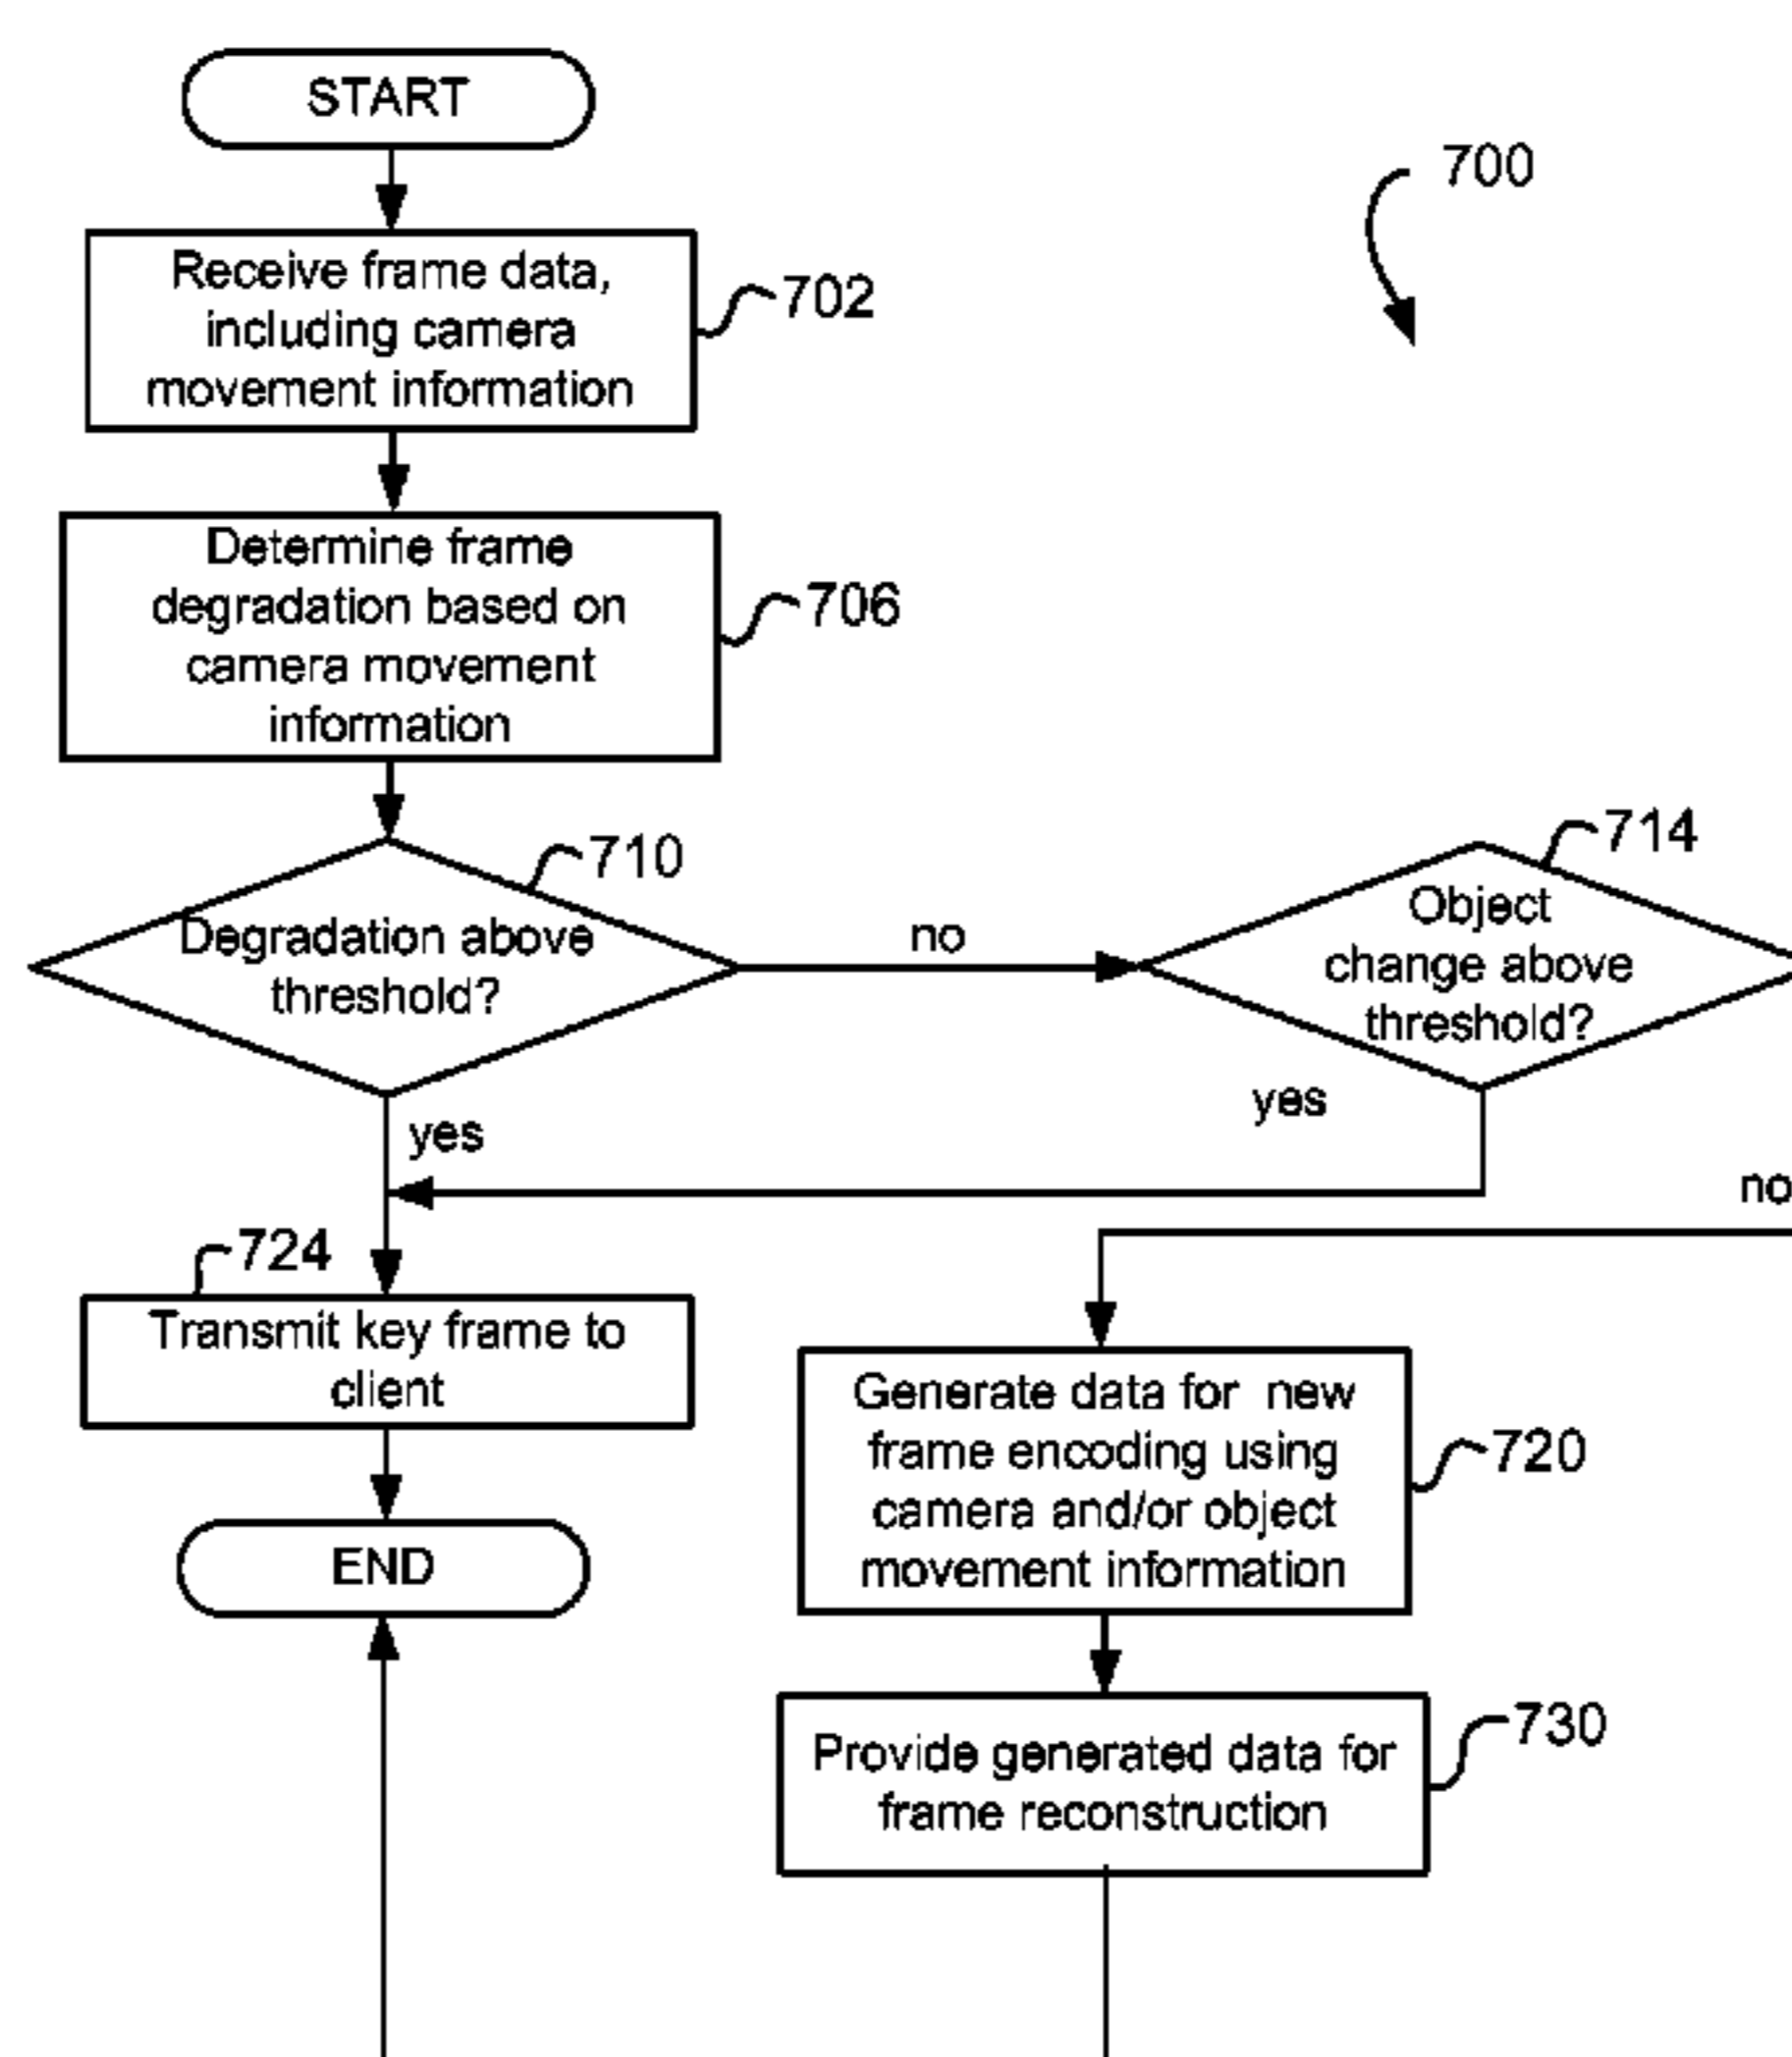 START
700
Receive frame data,
including camera
movement information
702
Determine frame
degradation based on
camera movement
information
706
710
Degradation above
threshold?
no
714
Object
change above
threshold?
yes
yes
no
724
Transmit key frame to
client
Generate data for new
frame encoding using
camera and/or object
movement information
720
END
Provide generated data for
frame reconstruction
730